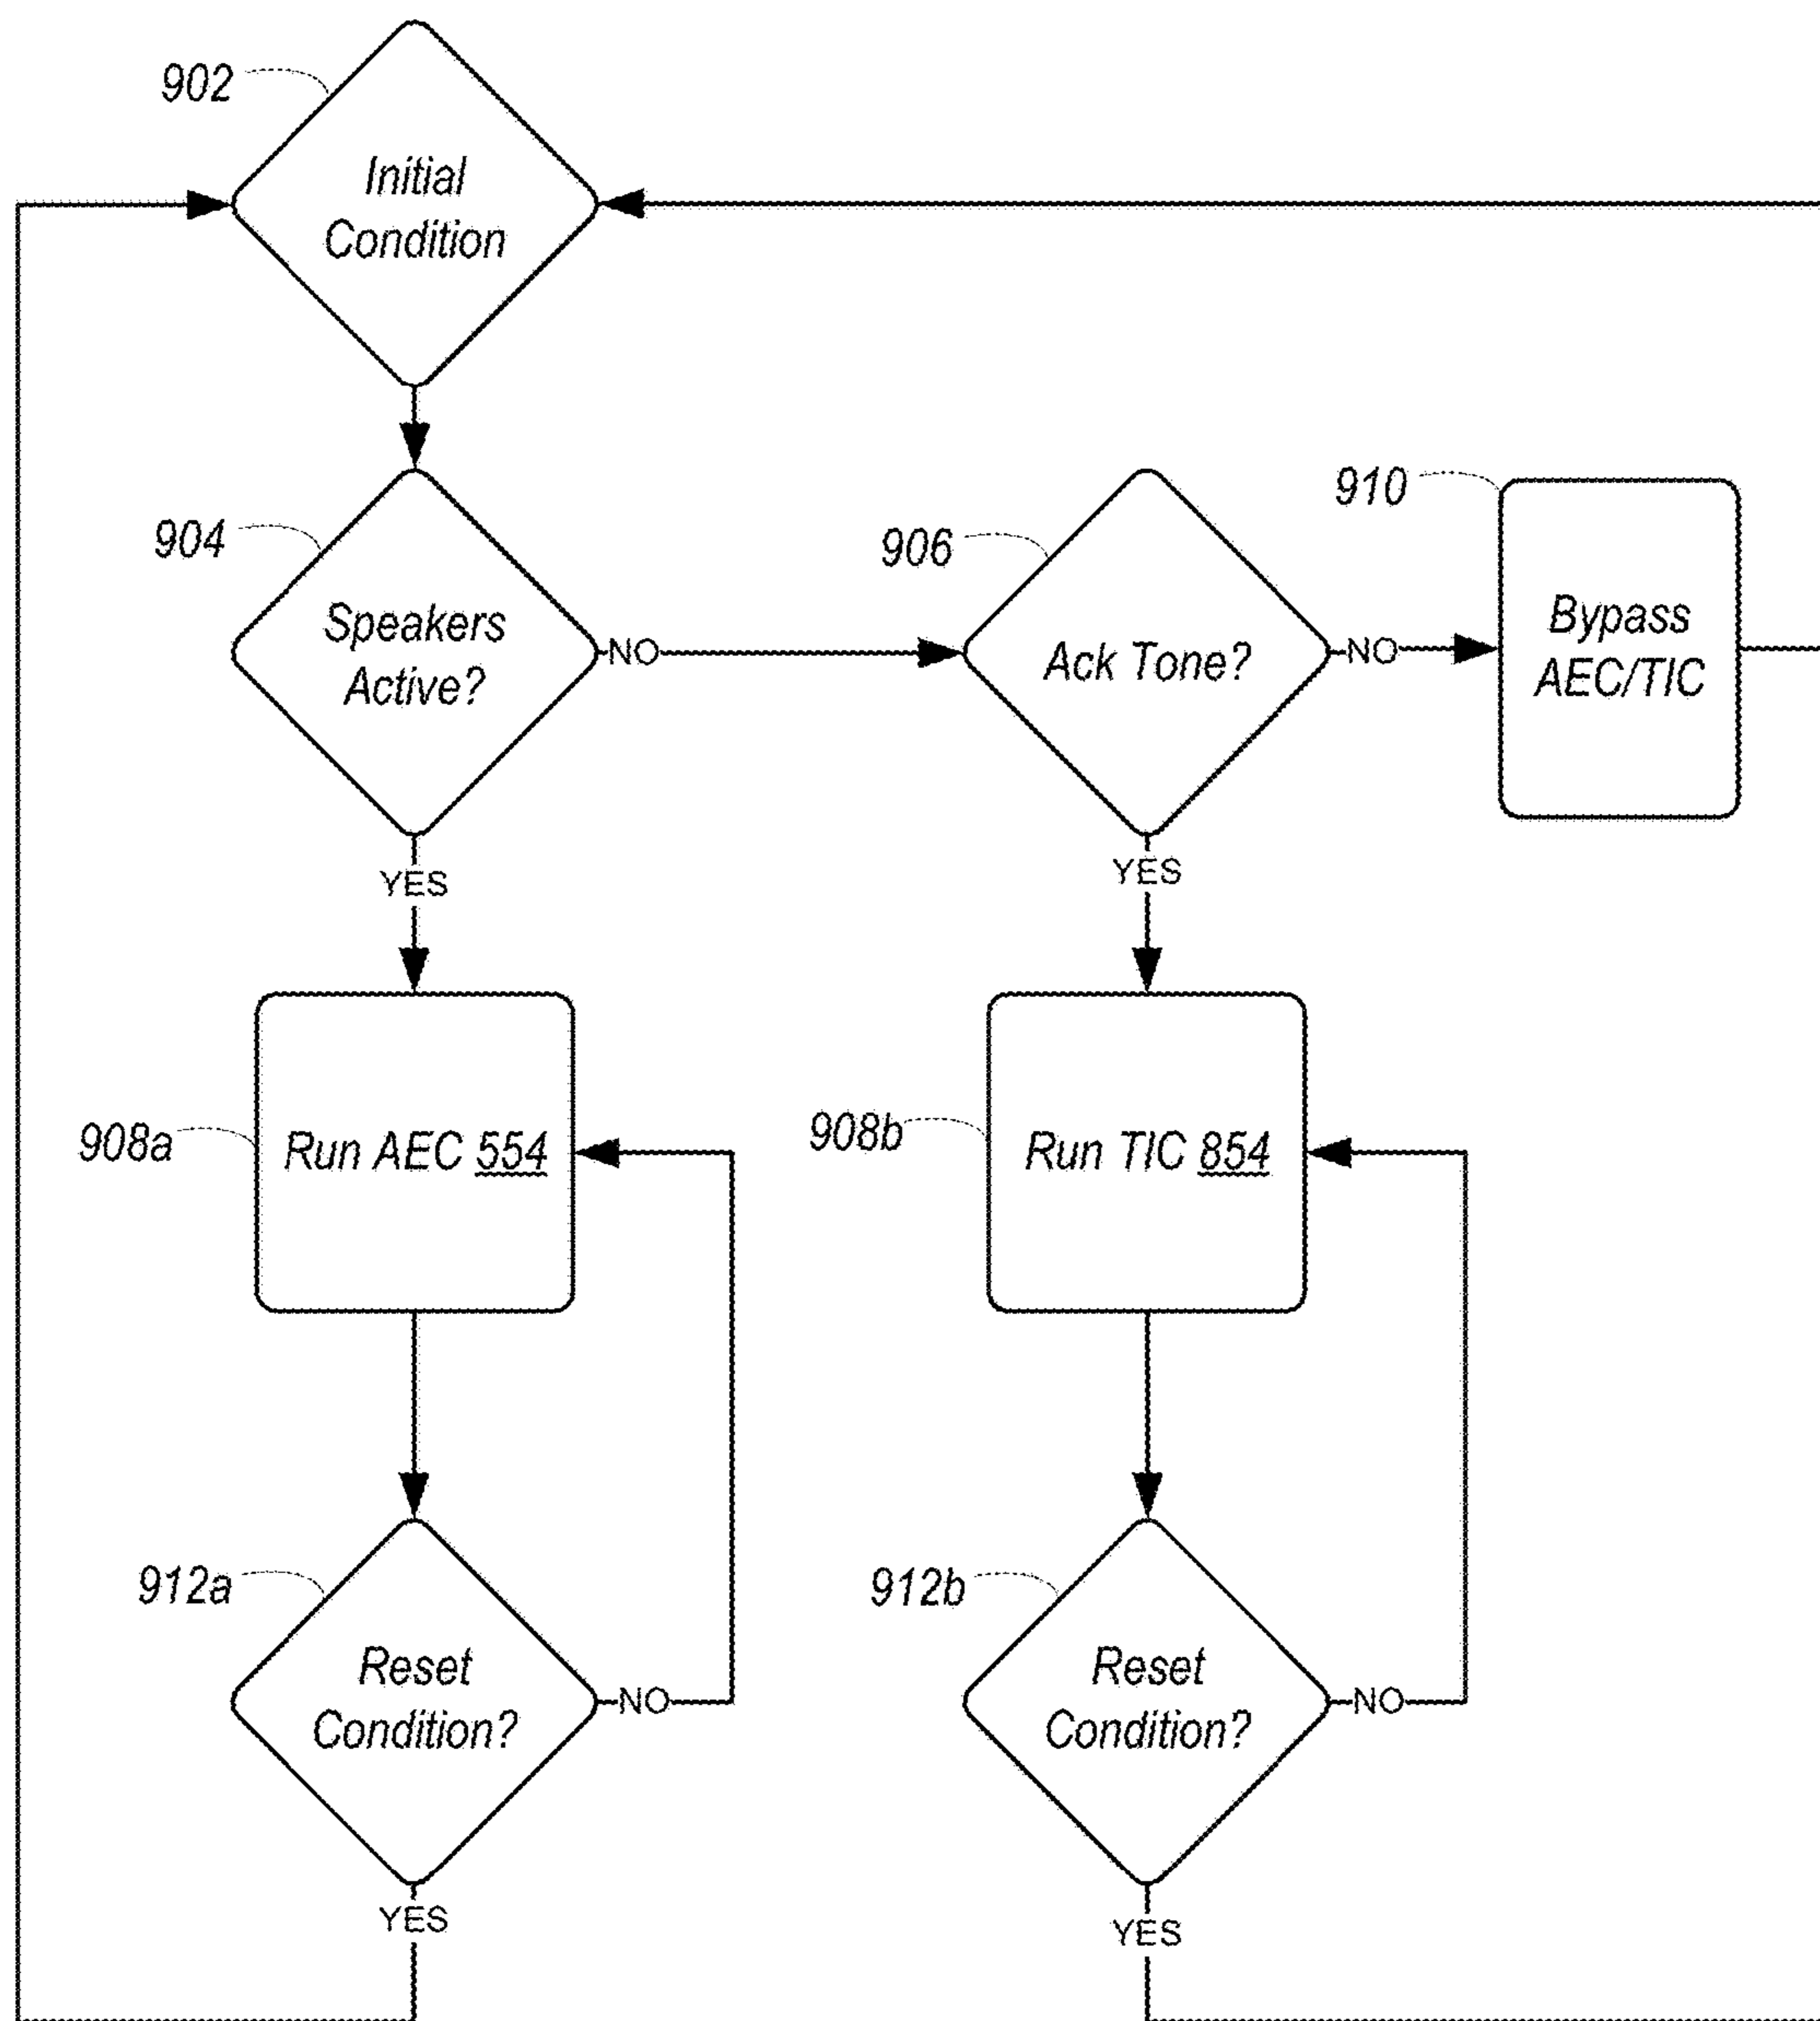 902
Initial
Condition
904
Speakers
Active?
NO
906
Ack Tone?
NO
910
Bypass
AEC/TIC
YES
YES
908a
Run AEC 554
908b
Run TIC 854
912a
Reset
Condition?
NO
912b
Reset
Condition?
NO
YES
YES